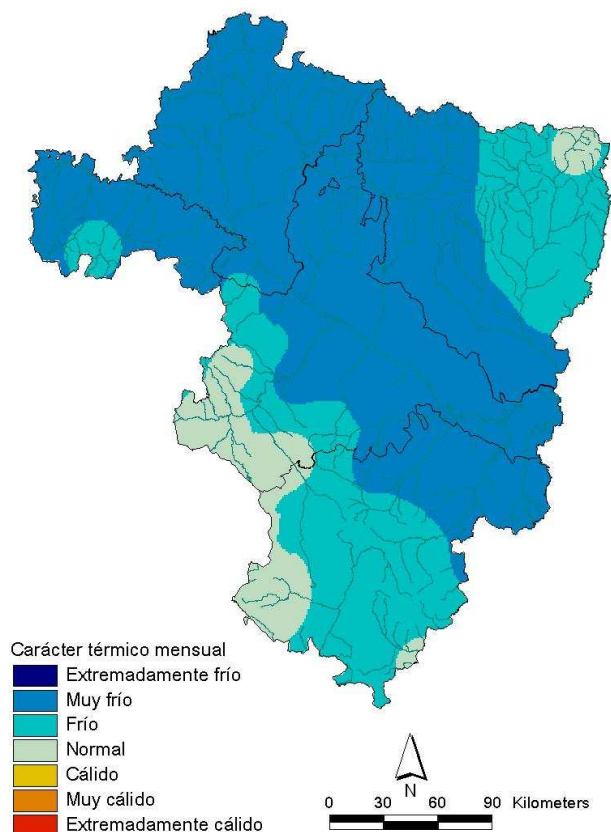 Carácter térmico mensual
Extremadamente frío
Muy frío
Frío
Normal
Cálido
Muy cálido
Extremadamente cálido
N
0 30 60 90 Kilometers